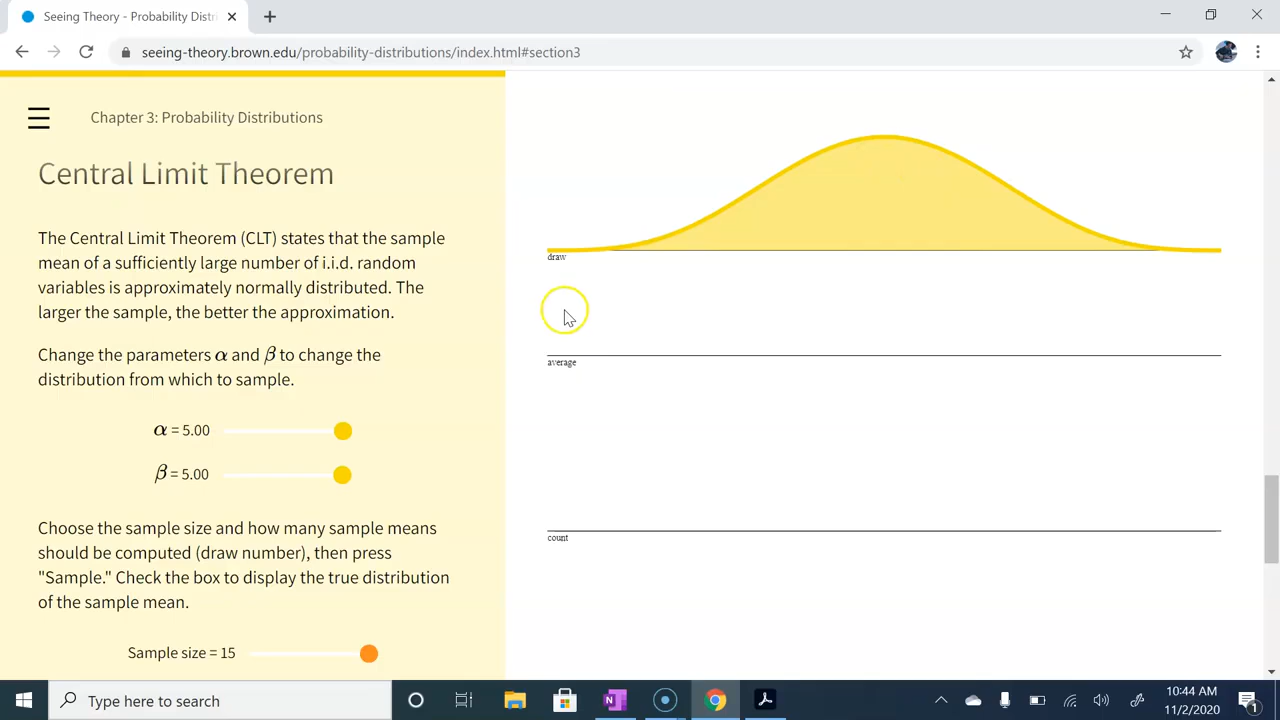 Seeing Theory - Probability Distri
seeing-theory.brown.edu/probability-distributions/index.html#section3
Chapter 3: Probability Distributions
Central Limit Theorem
The Central Limit Theorem (CLT) states that the sample
mean of a sufficiently large number of i.i.d. random
variables is approximately normally distributed. The
larger the sample, the better the approximation.
Change the parameters α and β to change the
distribution from which to sample.
α = 5.00
β = 5.00
Choose the sample size and how many sample means
should be computed (draw number), then press
"Sample." Check the box to display the true distribution
of the sample mean.
Sample size = 15
draw
average
count
Type here to search
10:44 AM
11/2/2020
1